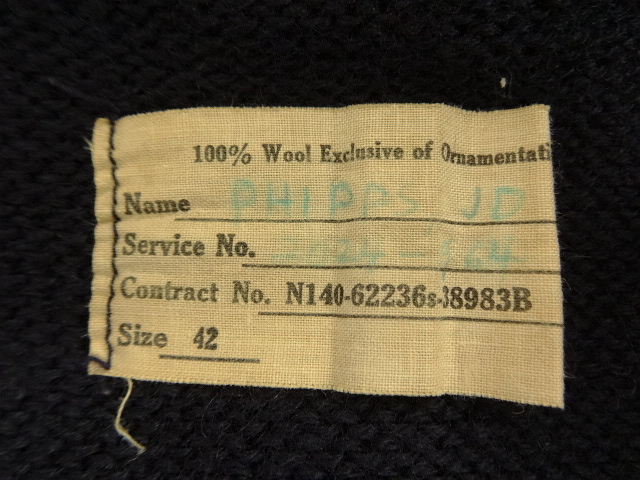 100% Wool Exclusive of Ornamentati
Name PHIPPS JD
Service No.
Contract No. N140-62236s-38983B
Size 42